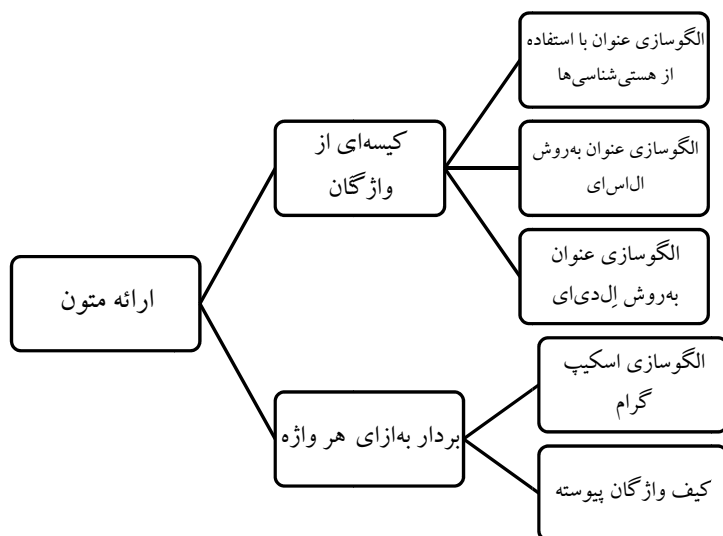 الگوسازی عنوان با استفاده
از هستی‌شناسی‌ها
کیسه‌ای از
واژگان
الگوسازی عنوان به‌روش
ال‌اس‌ای
الگوسازی عنوان
به‌روش اِل‌دی‌ای
ارائه متون
الگوسازی اسکیپ
گرام
بردار به‌ازای هر واژه
کیف واژگان پیوسته